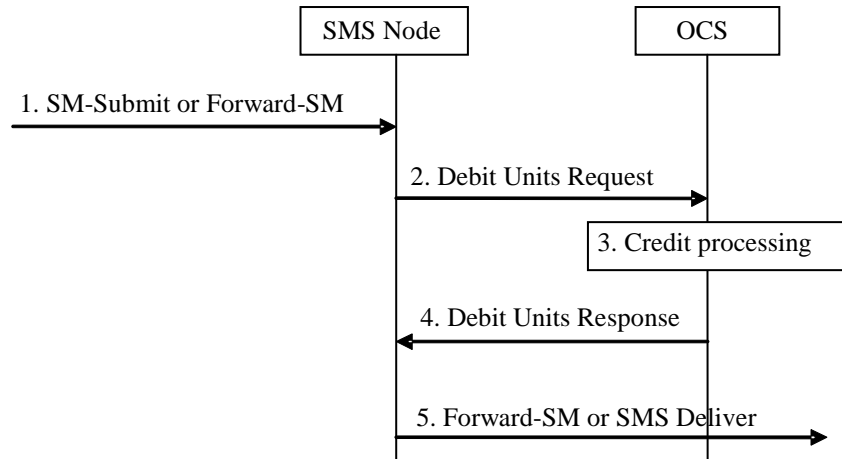 SMS Node
OCS
1. SM-Submit or Forward-SM
2. Debit Units Request
3. Credit processing
4. Debit Units Response
5. Forward-SM or SMS Deliver